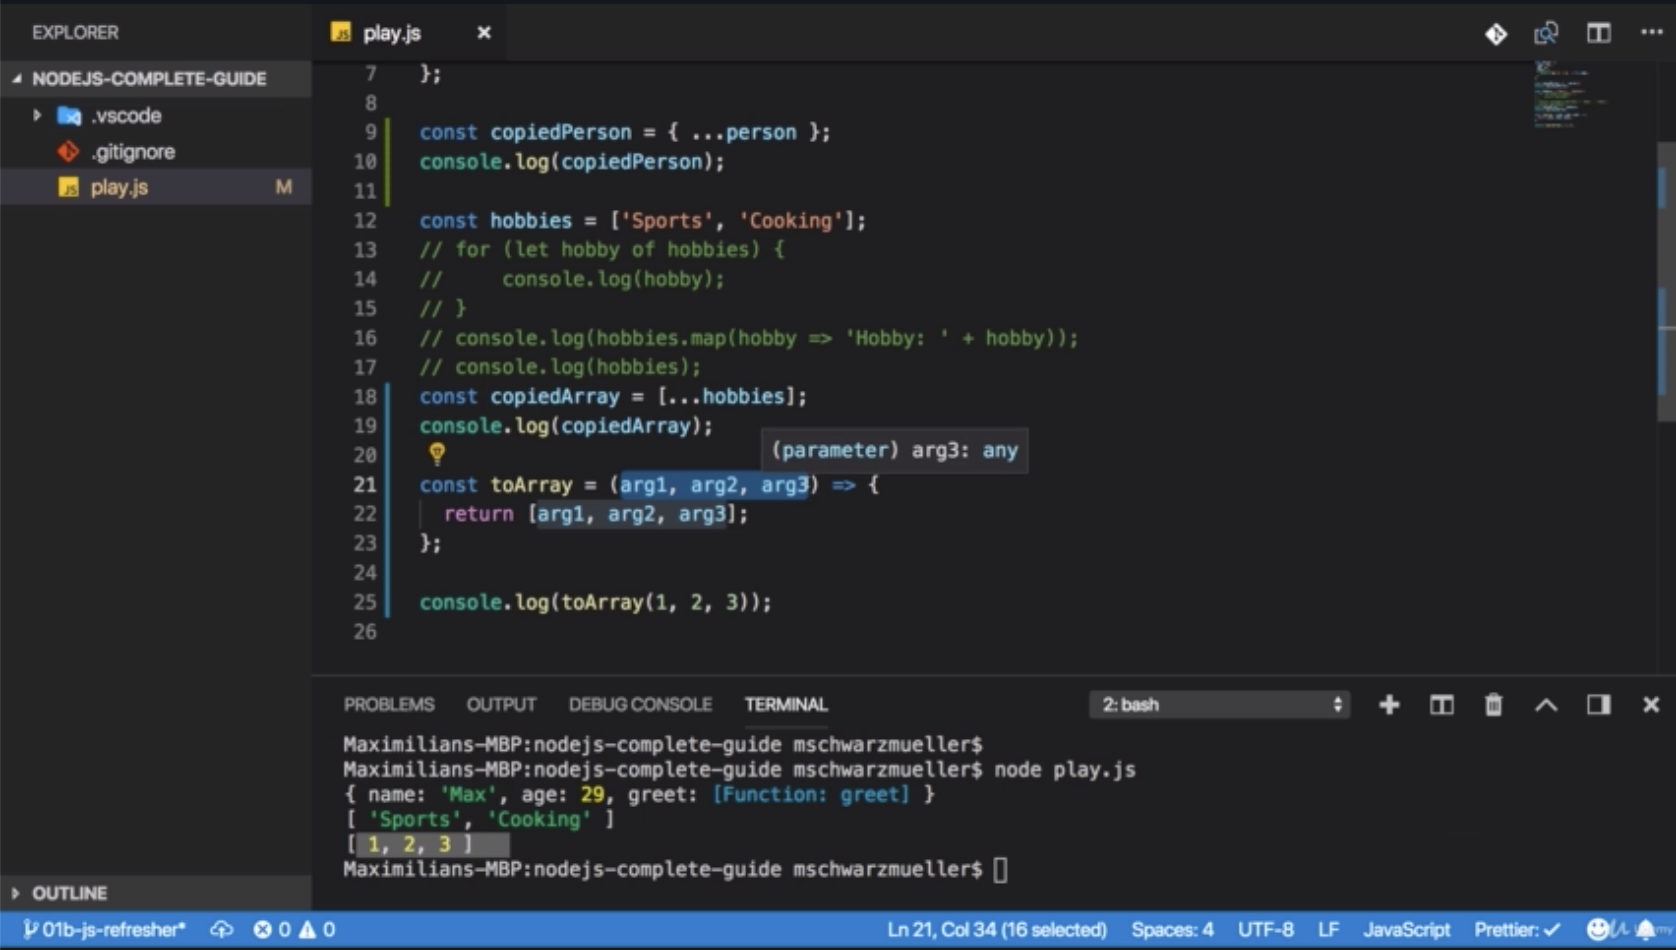 EXPLORER
NODEJS-COMPLETE-GUIDE
.vscode
.gitignore
play.js M
OUTLINE
play.js
7 };
8
9 const copiedPerson = { ...person };
10 console.log(copiedPerson);
11
12 const hobbies = ['Sports', 'Cooking'];
13 // for (let hobby of hobbies) {
14 //     console.log(hobby);
15 // }
16 // console.log(hobbies.map(hobby => 'Hobby: ' + hobby));
17 // console.log(hobbies);
18 const copiedArray = [...hobbies];
19 console.log(copiedArray);
20
(parameter) arg3: any
21 const toArray = (arg1, arg2, arg3) => {
22   return [arg1, arg2, arg3];
23 };
24
25 console.log(toArray(1, 2, 3));
26
PROBLEMS OUTPUT DEBUG CONSOLE TERMINAL 2: bash
Maximilians-MBP:nodejs-complete-guide mschwarzmueller$
Maximilians-MBP:nodejs-complete-guide mschwarzmueller$ node play.js
{ name: 'Max', age: 29, greet: [Function: greet] }
[ 'Sports', 'Cooking' ]
[ 1, 2, 3 ]
Maximilians-MBP:nodejs-complete-guide mschwarzmueller$
01b-js-refresher* 0 0 Ln 21, Col 34 (16 selected) Spaces: 4 UTF-8 LF JavaScript Prettier: ✓